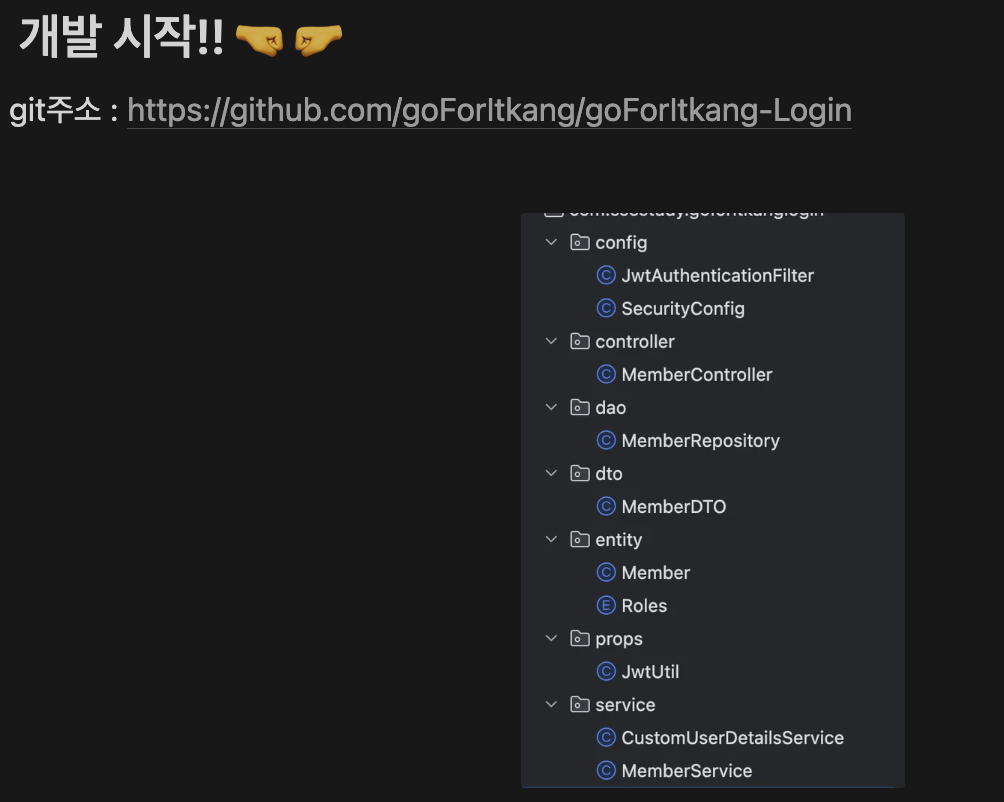 개발 시작!! 🤛🤜
git주소 : https://github.com/goForItkang/goForItkang-Login
config
JwtAuthenticationFilter
SecurityConfig
controller
MemberController
dao
MemberRepository
dto
MemberDTO
entity
Member
Roles
props
JwtUtil
service
CustomUserDetailsService
MemberService